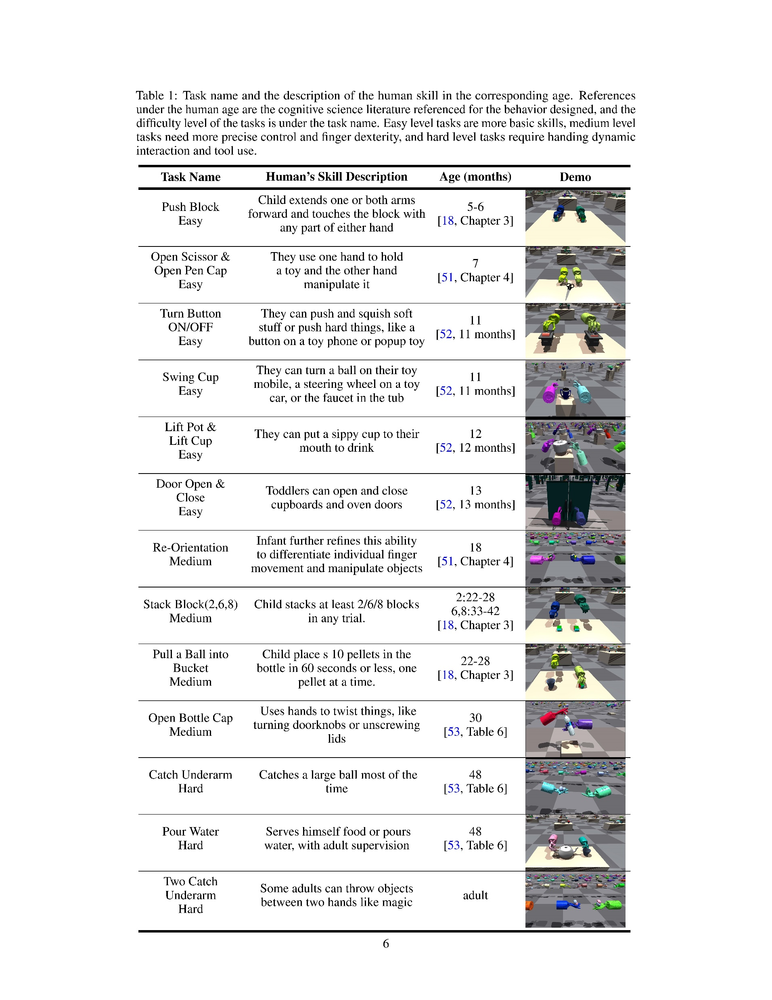 Table 1: Task name and the description of the human skill in the corresponding age. References
under the human age are the cognitive science literature referenced for the behavior designed, and the
difficulty level of the tasks is under the task name. Easy level tasks are more basic skills, medium level
tasks need more precise control and finger dexterity, and hard level tasks require handing dynamic
interaction and tool use.
Task Name Human's Skill Description Age (months) Demo
Push Block
Easy
Child extends one or both arms
forward and touches the block with
any part of either hand
5-6
[18, Chapter 3]
Open Scissor &
Open Pen Cap
Easy
They use one hand to hold
a toy and the other hand
manipulate it
7
[51, Chapter 4]
Turn Button
ON/OFF
Easy
They can push and squish soft
stuff or push hard things, like a
button on a toy phone or popup toy
11
[52, 11 months]
Swing Cup
Easy
They can turn a ball on their toy
mobile, a steering wheel on a toy
car, or the faucet in the tub
11
[52, 11 months]
Lift Pot &
Lift Cup
Easy
They can put a sippy cup to their
mouth to drink
12
[52, 12 months]
Door Open &
Close
Easy
Toddlers can open and close
cupboards and oven doors
13
[52, 13 months]
Re-Orientation
Medium
Infant further refines this ability
to differentiate individual finger
movement and manipulate objects
18
[51, Chapter 4]
Stack Block(2,6,8)
Medium
Child stacks at least 2/6/8 blocks
in any trial.
2:22-28
6,8:33-42
[18, Chapter 3]
Pull a Ball into
Bucket
Medium
Child place s 10 pellets in the
bottle in 60 seconds or less, one
pellet at a time.
22-28
[18, Chapter 3]
Open Bottle Cap
Medium
Uses hands to twist things, like
turning doorknobs or unscrewing
lids
30
[53, Table 6]
Catch Underarm
Hard
Catches a large ball most of the
time
48
[53, Table 6]
Pour Water
Hard
Serves himself food or pours
water, with adult supervision
48
[53, Table 6]
Two Catch
Underarm
Hard
Some adults can throw objects
between two hands like magic
adult
6